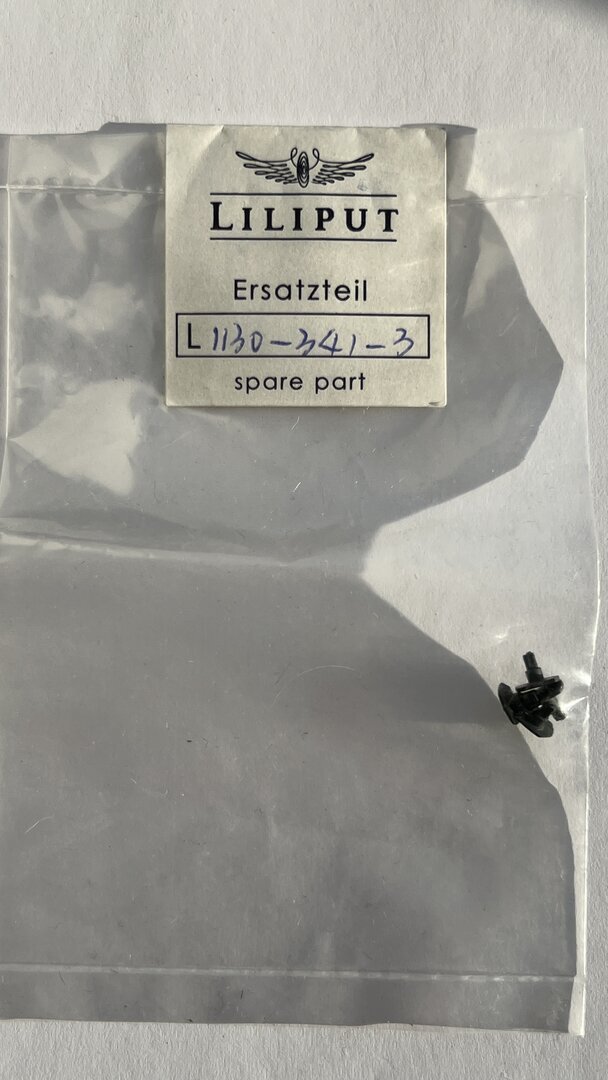 LILIPUT
Ersatzteil
L 1130-341-3
spare part